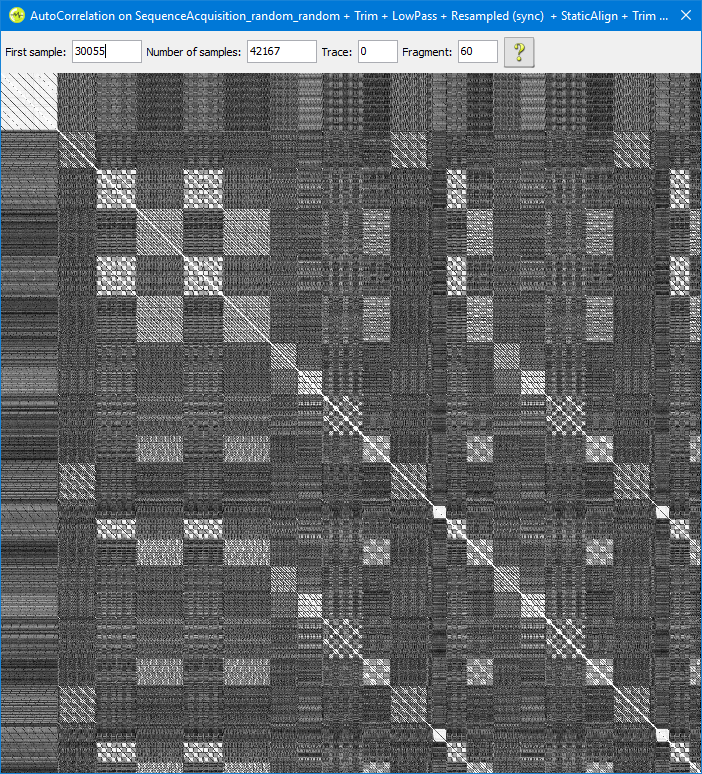 AutoCorrelation on SequenceAcquisition_random_random + Trim + LowPass + Resampled (sync)  + StaticAlign + Trim ...
First sample: 30055 Number of samples: 42167 Trace: 0 Fragment: 60 ?